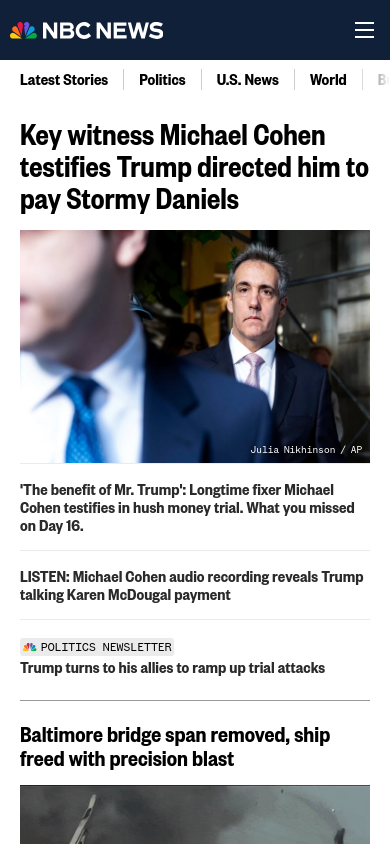 NBC NEWS
Latest Stories
Politics
U.S. News
World
Key witness Michael Cohen
testifies Trump directed him to
pay Stormy Daniels
Julia Nikhinson / AP
'The benefit of Mr. Trump': Longtime fixer Michael
Cohen testifies in hush money trial. What you missed
on Day 16.
LISTEN: Michael Cohen audio recording reveals Trump
talking Karen McDougal payment
POLITICS NEWSLETTER
Trump turns to his allies to ramp up trial attacks
Baltimore bridge span removed, ship
freed with precision blast